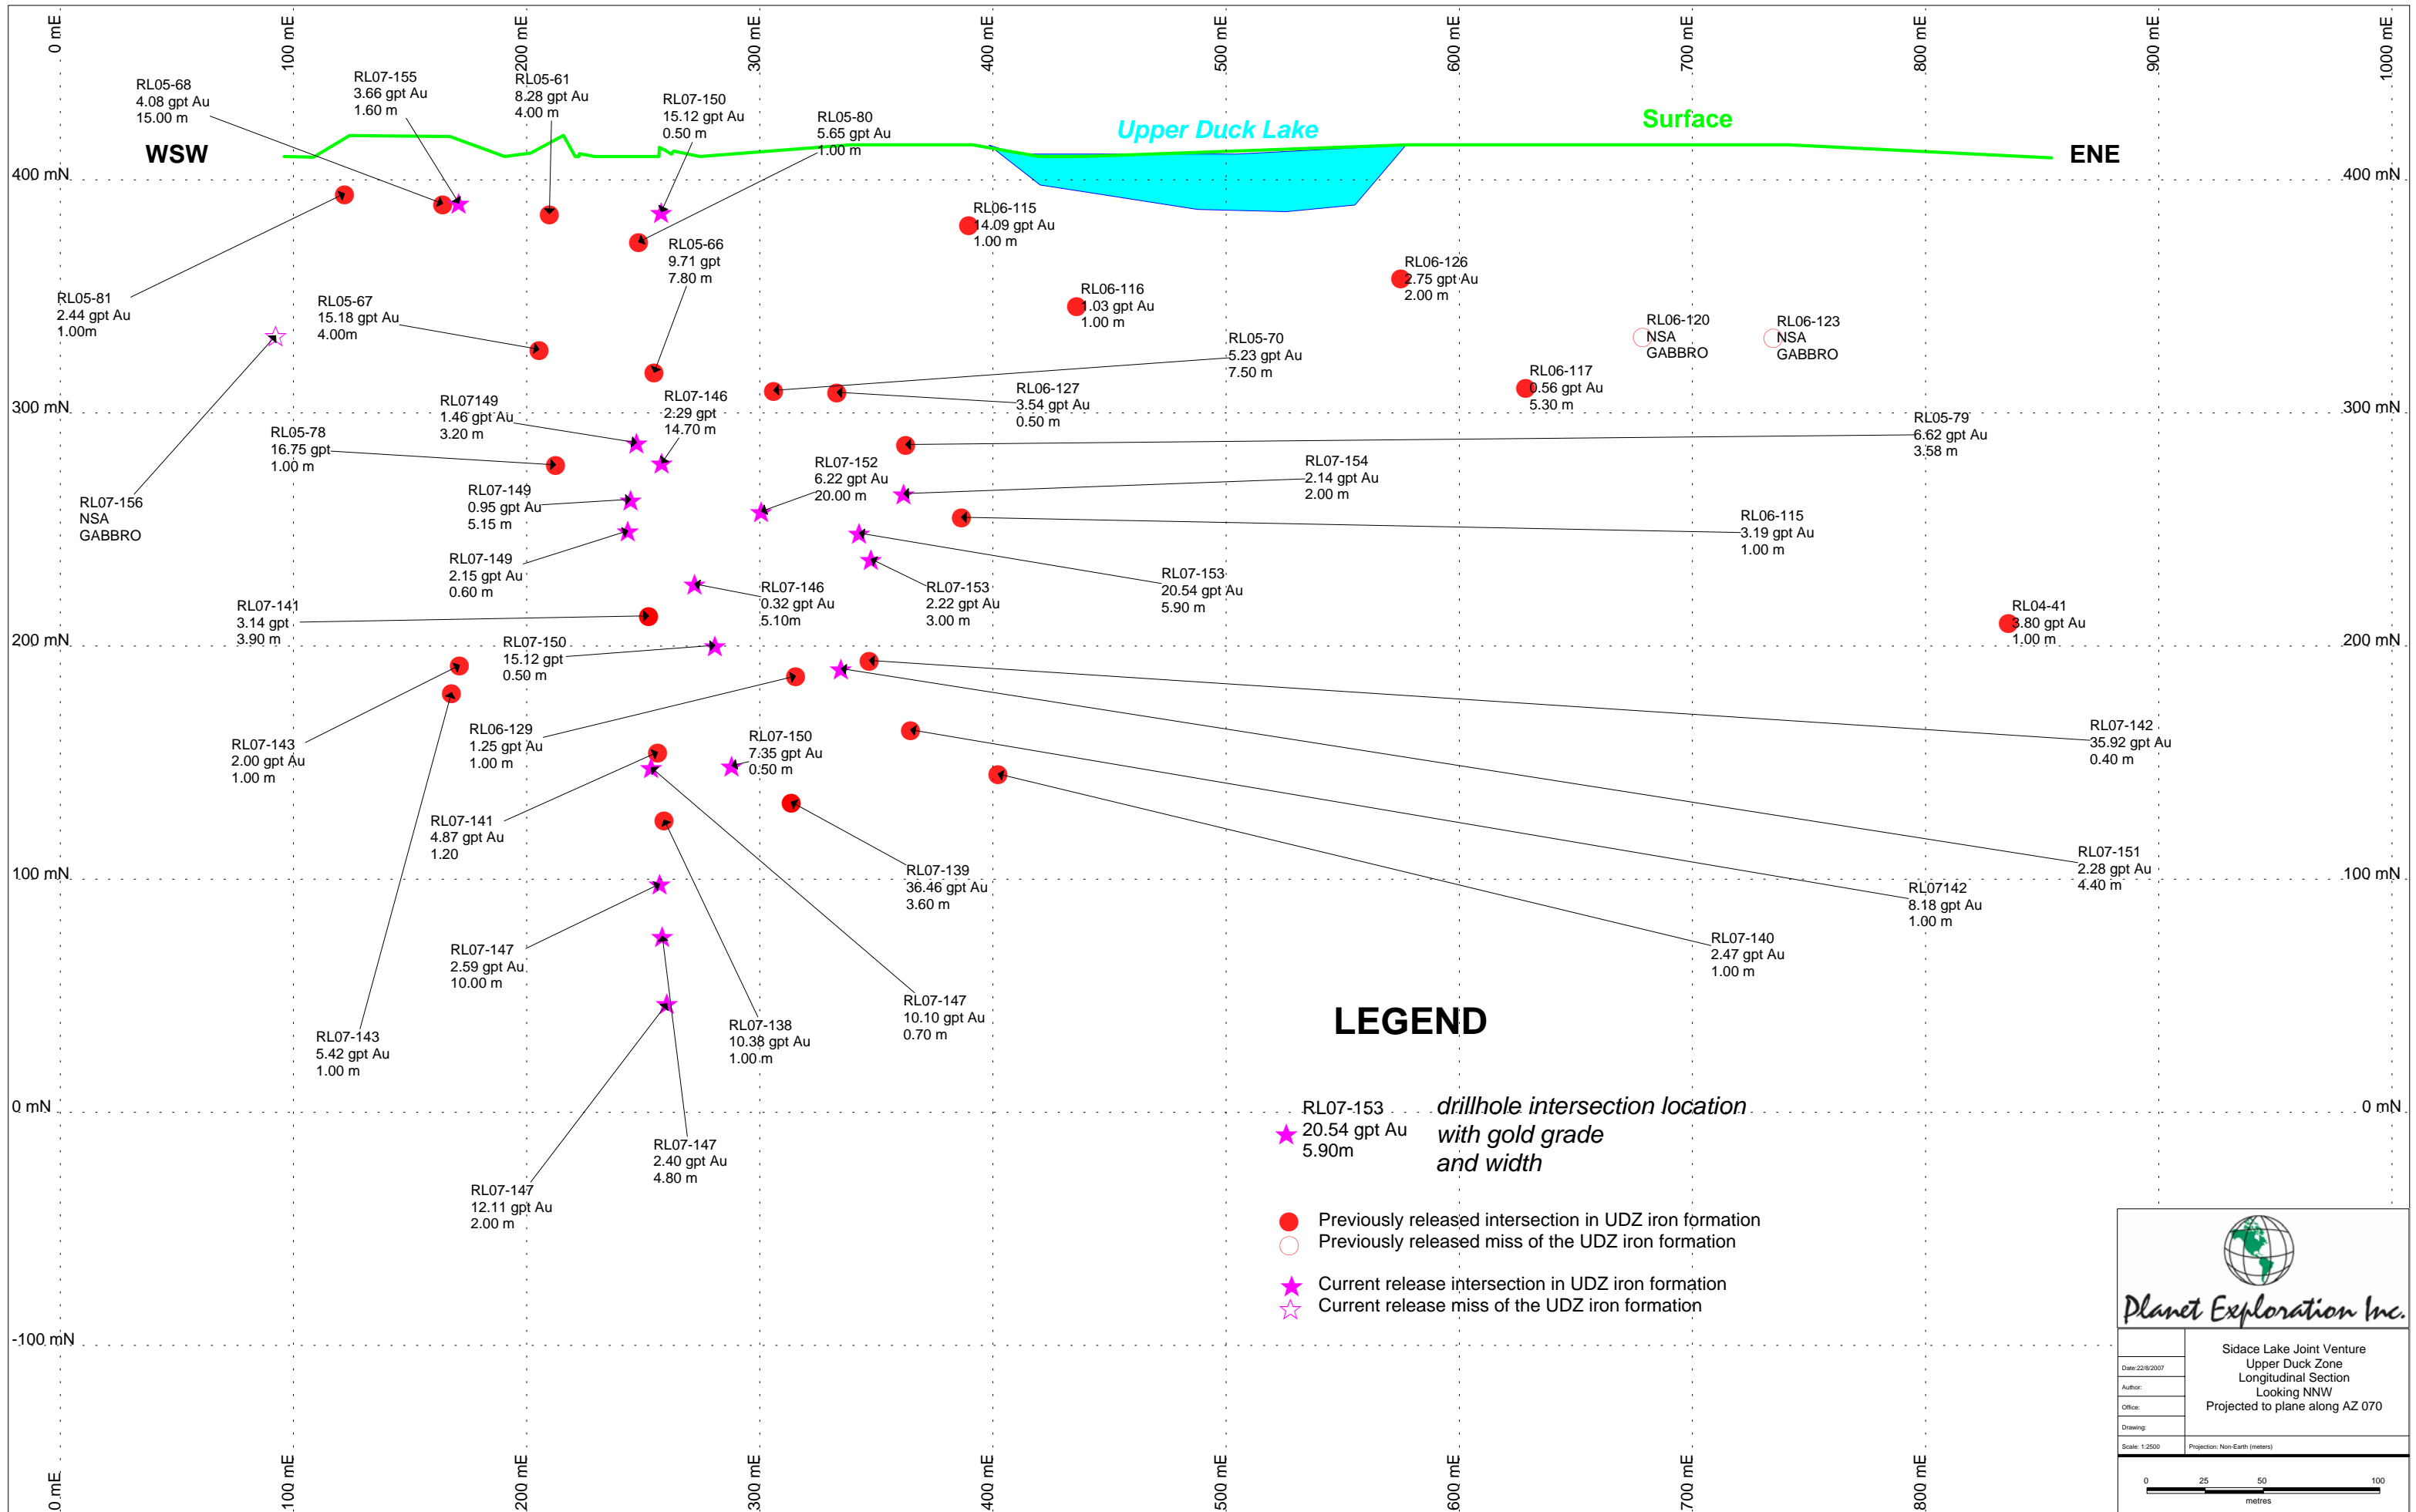 0 mE
100 mE
200 mE
300 mE
400 mE
500 mE
600 mE
700 mE
800 mE
900 mE
1000 mE
RL05-68
4.08 gpt Au
15.00 m
RL07-155
3.66 gpt Au
1.60 m
RL05-61
8.28 gpt Au
4.00 m
RL07-150
15.12 gpt Au
0.50 m
RL05-80
5.65 gpt Au
1.00 m
Upper Duck Lake
Surface
WSW
ENE
400 mN
400 mN
RL06-115
14.09 gpt Au
1.00 m
RL05-66
9.71 gpt
7.80 m
RL06-126
2.75 gpt Au
2.00 m
RL05-81
2.44 gpt Au
1.00m
RL05-67
15.18 gpt Au
4.00m
RL06-116
1.03 gpt Au
1.00 m
RL06-120
NSA
GABBRO
RL06-123
NSA
GABBRO
RL05-70
5.23 gpt Au
7.50 m
RL06-117
0.56 gpt Au
5.30 m
RL06-127
3.54 gpt Au
0.50 m
300 mN
300 mN
RL07149
1.46 gpt Au
3.20 m
RL07-146
2.29 gpt
14.70 m
RL05-79
6.62 gpt Au
3.58 m
RL05-78
16.75 gpt
1.00 m
RL07-152
6.22 gpt Au
20.00 m
RL07-154
2.14 gpt Au
2.00 m
RL07-156
NSA
GABBRO
RL07-149
0.95 gpt Au
5.15 m
RL06-115
3.19 gpt Au
1.00 m
RL07-149
2.15 gpt Au
0.60 m
RL07-146
0.32 gpt Au
5.10m
RL07-153
2.22 gpt Au
3.00 m
RL07-153
20.54 gpt Au
5.90 m
RL07-141
3.14 gpt
3.90 m
RL04-41
3.80 gpt Au
1.00 m
200 mN
200 mN
RL07-150
15.12 gpt
0.50 m
RL07-143
2.00 gpt Au
1.00 m
RL06-129
1.25 gpt Au
1.00 m
RL07-150
7.35 gpt Au
0.50 m
RL07-142
35.92 gpt Au
0.40 m
RL07-141
4.87 gpt Au
1.20
RL07-139
36.46 gpt Au
3.60 m
RL07-151
2.28 gpt Au
4.40 m
100 mN
100 mN
RL07142
8.18 gpt Au
1.00 m
RL07-147
2.59 gpt Au
10.00 m
RL07-140
2.47 gpt Au
1.00 m
RL07-143
5.42 gpt Au
1.00 m
RL07-138
10.38 gpt Au
1.00 m
RL07-147
10.10 gpt Au
0.70 m
0 mN
0 mN
RL07-147
2.40 gpt Au
4.80 m
RL07-147
12.11 gpt Au
2.00 m
-100 mN
LEGEND
RL07-153
20.54 gpt Au
5.90m
drillhole intersection location
with gold grade
and width
Previously released intersection in UDZ iron formation
Previously released miss of the UDZ iron formation
Current release intersection in UDZ iron formation
Current release miss of the UDZ iron formation
Planet Exploration Inc.
Sidace Lake Joint Venture
Upper Duck Zone
Longitudinal Section
Looking NNW
Projected to plane along AZ 070
Date:22/8/2007
Author:
Office:
Drawing:
Scale: 1:2500
Projection: Non-Earth (meters)
0 25 50 100
metres
0 mE
100 mE
200 mE
300 mE
400 mE
500 mE
600 mE
700 mE
800 mE